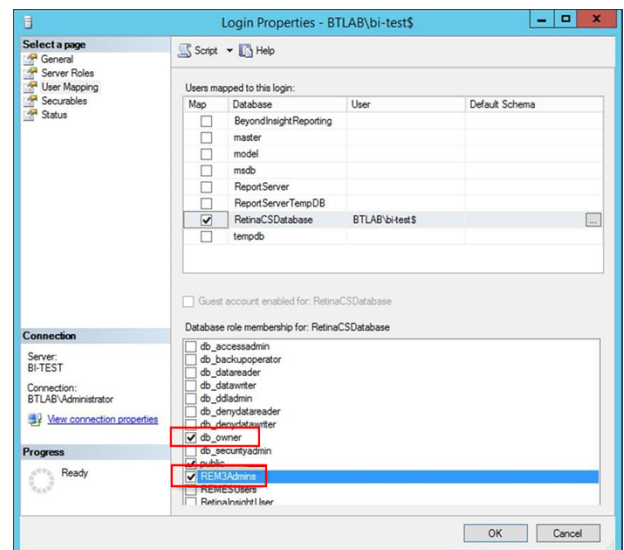 Login Properties - BTLAB\bi-test$
Select a page
General
Server Roles
User Mapping
Securables
Status
Script
Help
Users mapped to this login:
Map Database User Default Schema
BeyondInsightReporting
master
model
msdb
ReportServer
ReportServerTempDB
RetinaCSDatabase BTLAB\bi-test$ ...
tempdb
Guest account enabled for: RetinaCSDatabase
Database role membership for: RetinaCSDatabase
db_accessadmin
db_backupoperator
db_datareader
db_datawriter
db_ddladmin
db_denydatareader
db_denydatawriter
db_owner
db_securityadmin
public
REM3Admins
REMESUsers
RetinaInsightUser
Connection
Server:
BI-TEST
Connection:
BTLAB\Administrator
View connection properties
Progress
Ready
OK Cancel